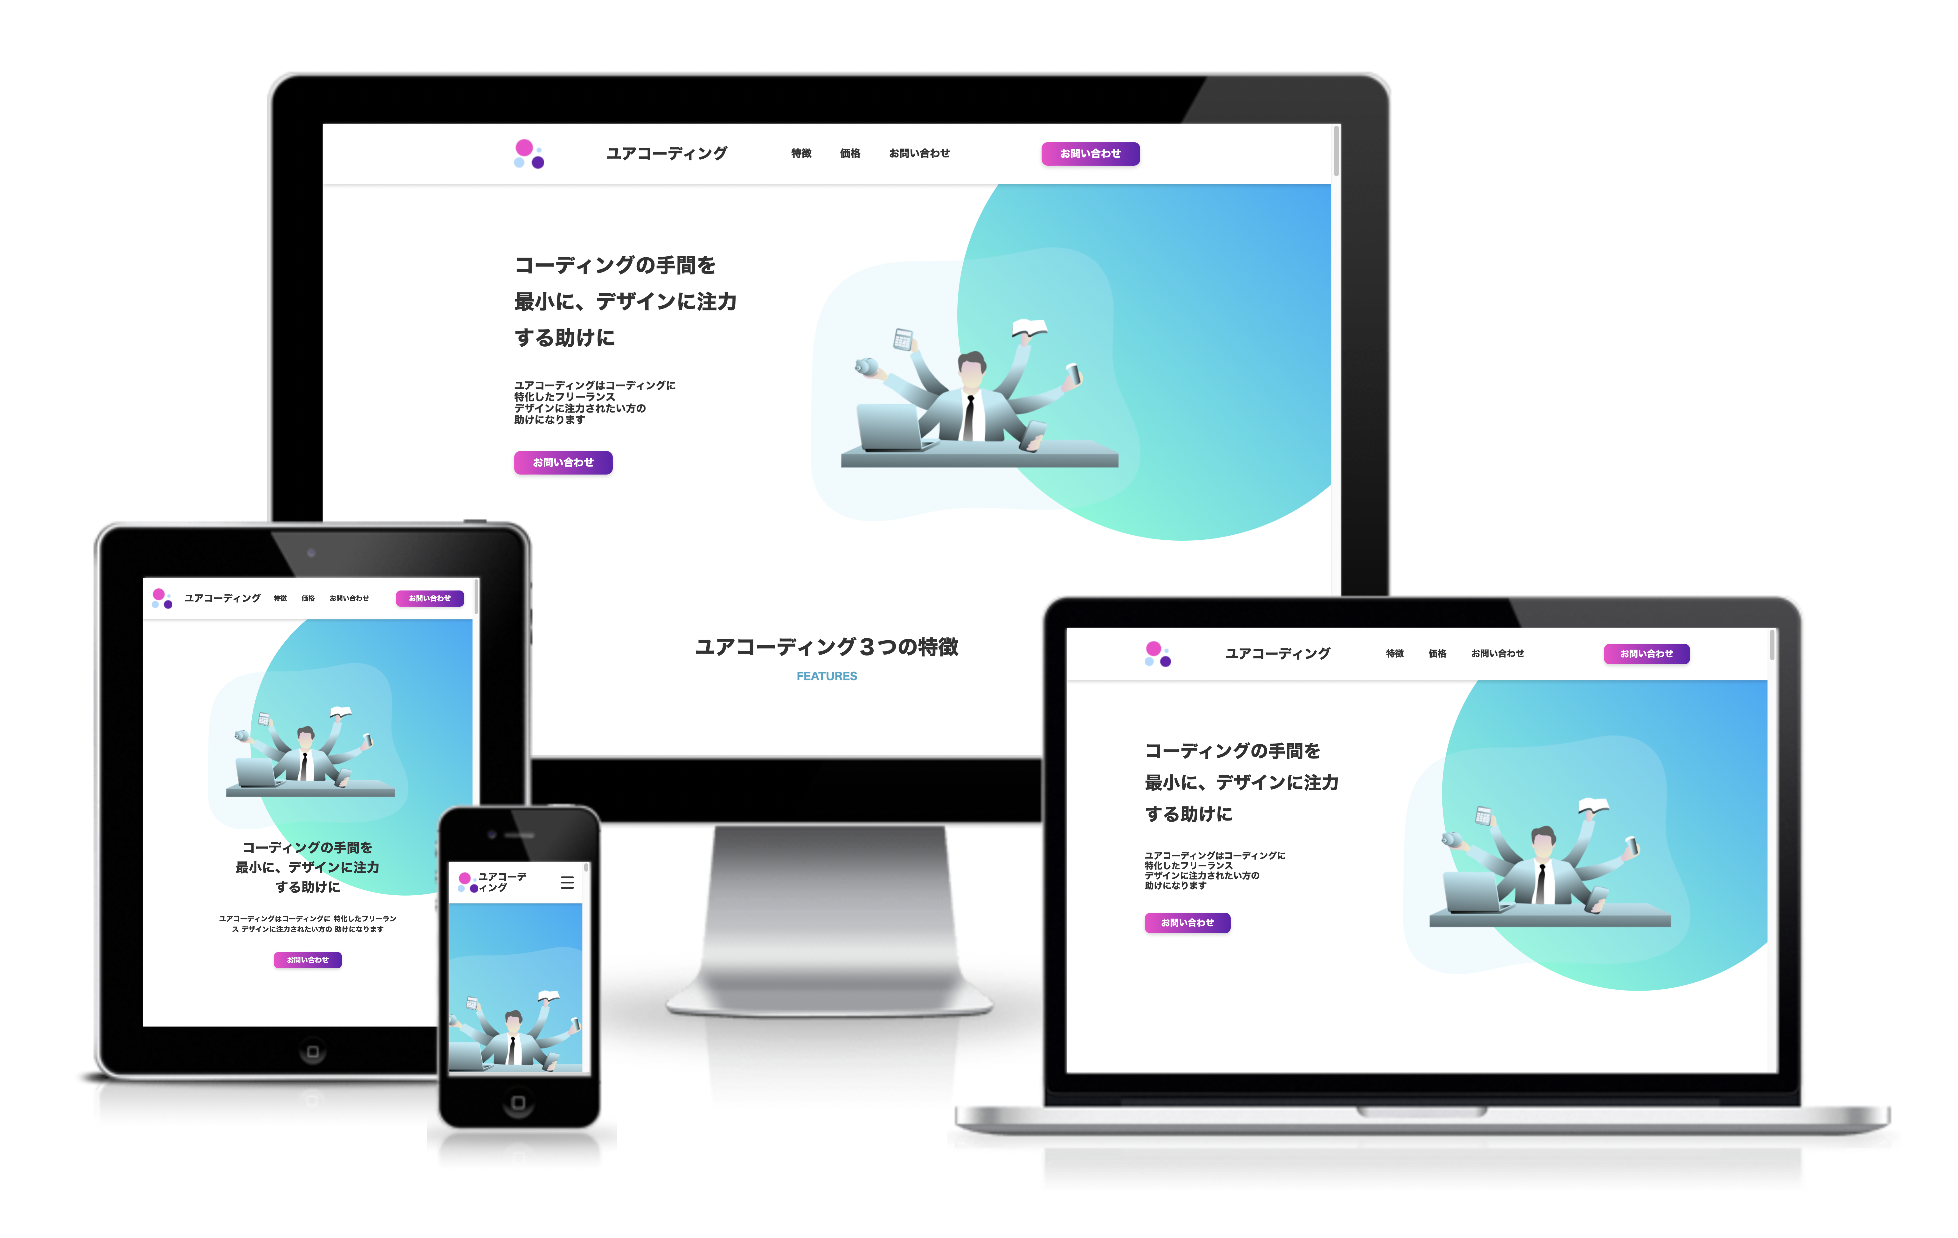 ユアコーディング
特徴 価格 お問い合わせ
お問い合わせ
コーディングの手間を
最小に、デザインに注力
する助けに
ユアコーディングはコーディングに
特化したフリーランス
デザインに注力されたい方の
助けになります
お問い合わせ
ユアコーディング３つの特徴
FEATURES
ユアコーディング
特徴 価格 お問い合わせ
お問い合わせ
コーディングの手間を
最小に、デザインに注力
する助けに
ユアコーディングはコーディングに 特化したフリーラン
ス デザインに注力されたい方の 助けになります
お問い合わせ
ユアコーデ
ィング
ユアコーディング
特徴 価格 お問い合わせ
お問い合わせ
コーディングの手間を
最小に、デザインに注力
する助けに
ユアコーディングはコーディングに
特化したフリーランス
デザインに注力されたい方の
助けになります
お問い合わせ